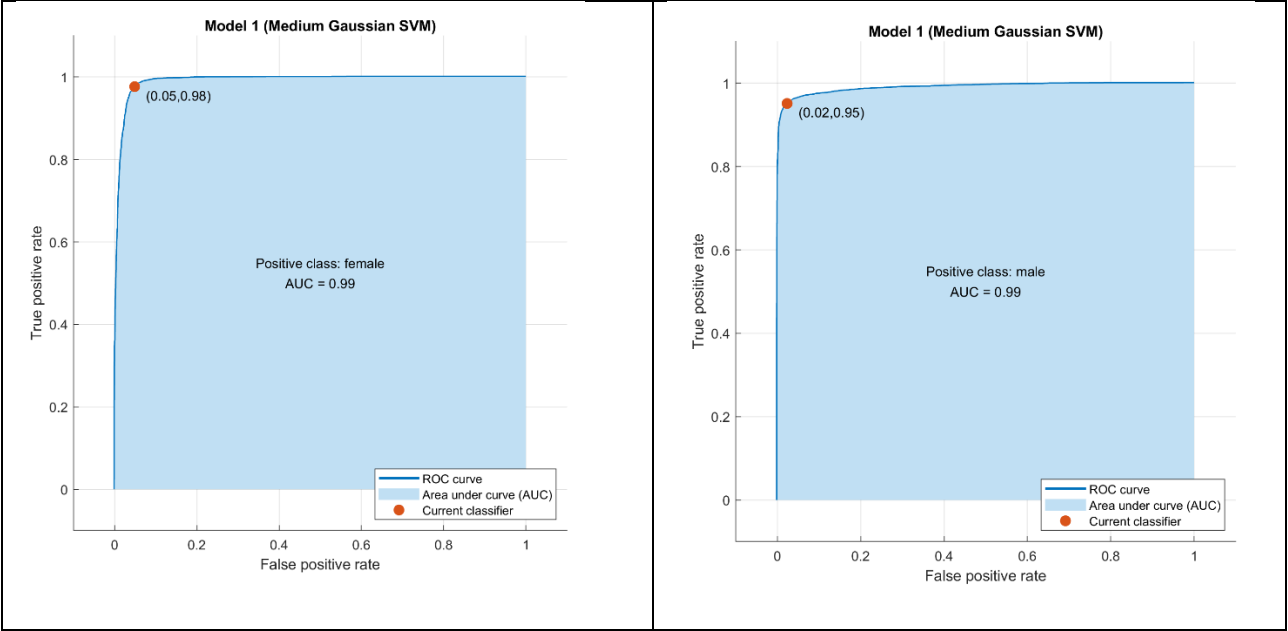 Model 1 (Medium Gaussian SVM)
1
(0.05,0.98)
0.8
0.6
Positive class: female
AUC = 0.99
0.4
0.2
0
True positive rate
ROC curve
Area under curve (AUC)
Current classifier
0 0.2 0.4 0.6 0.8 1
False positive rate
Model 1 (Medium Gaussian SVM)
1
(0.02,0.95)
0.8
0.6
Positive class: male
AUC = 0.99
0.4
0.2
0
True positive rate
ROC curve
Area under curve (AUC)
Current classifier
0 0.2 0.4 0.6 0.8 1
False positive rate